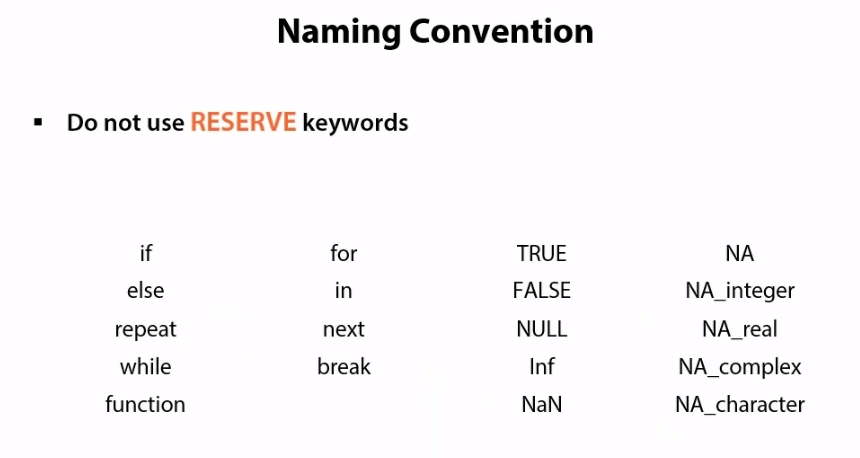 Naming Convention
▪ Do not use RESERVE keywords
if for TRUE NA
else in FALSE NA_integer
repeat next NULL NA_real
while break Inf NA_complex
function NaN NA_character